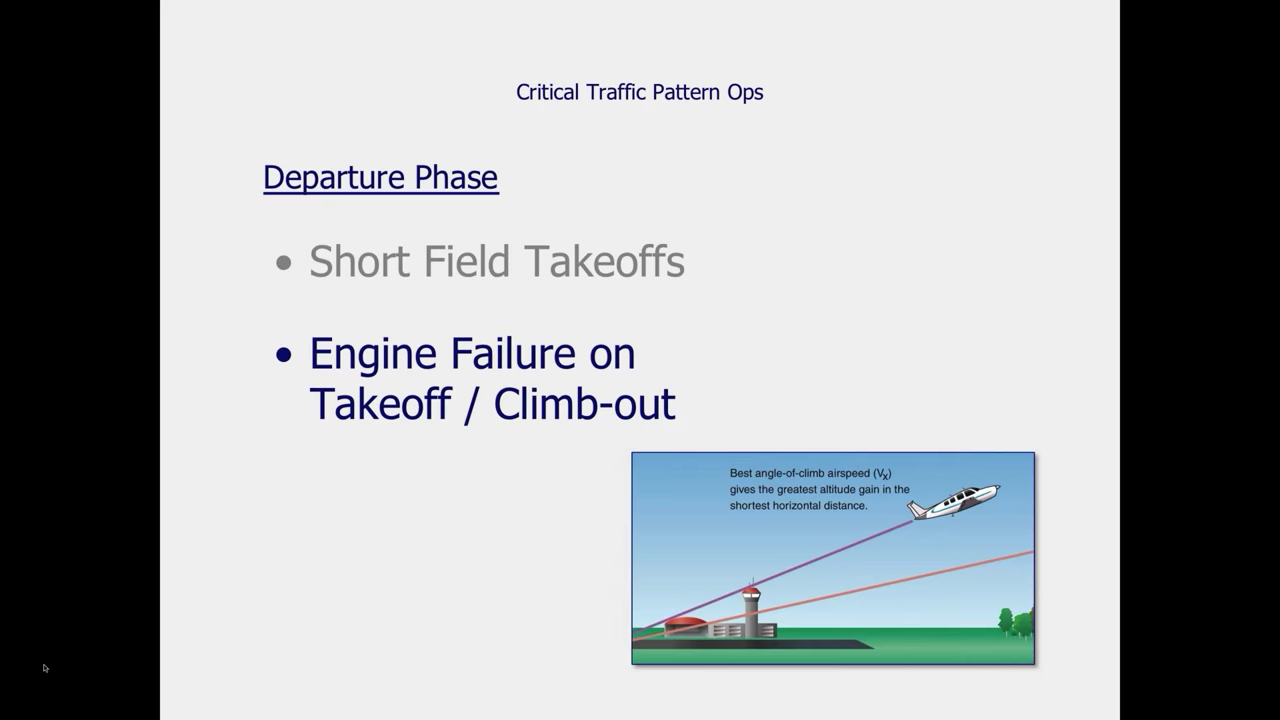 Critical Traffic Pattern Ops
Departure Phase
• Short Field Takeoffs
• Engine Failure on
Takeoff / Climb-out
Best angle-of-climb airspeed (Vx)
gives the greatest altitude gain in the
shortest horizontal distance.